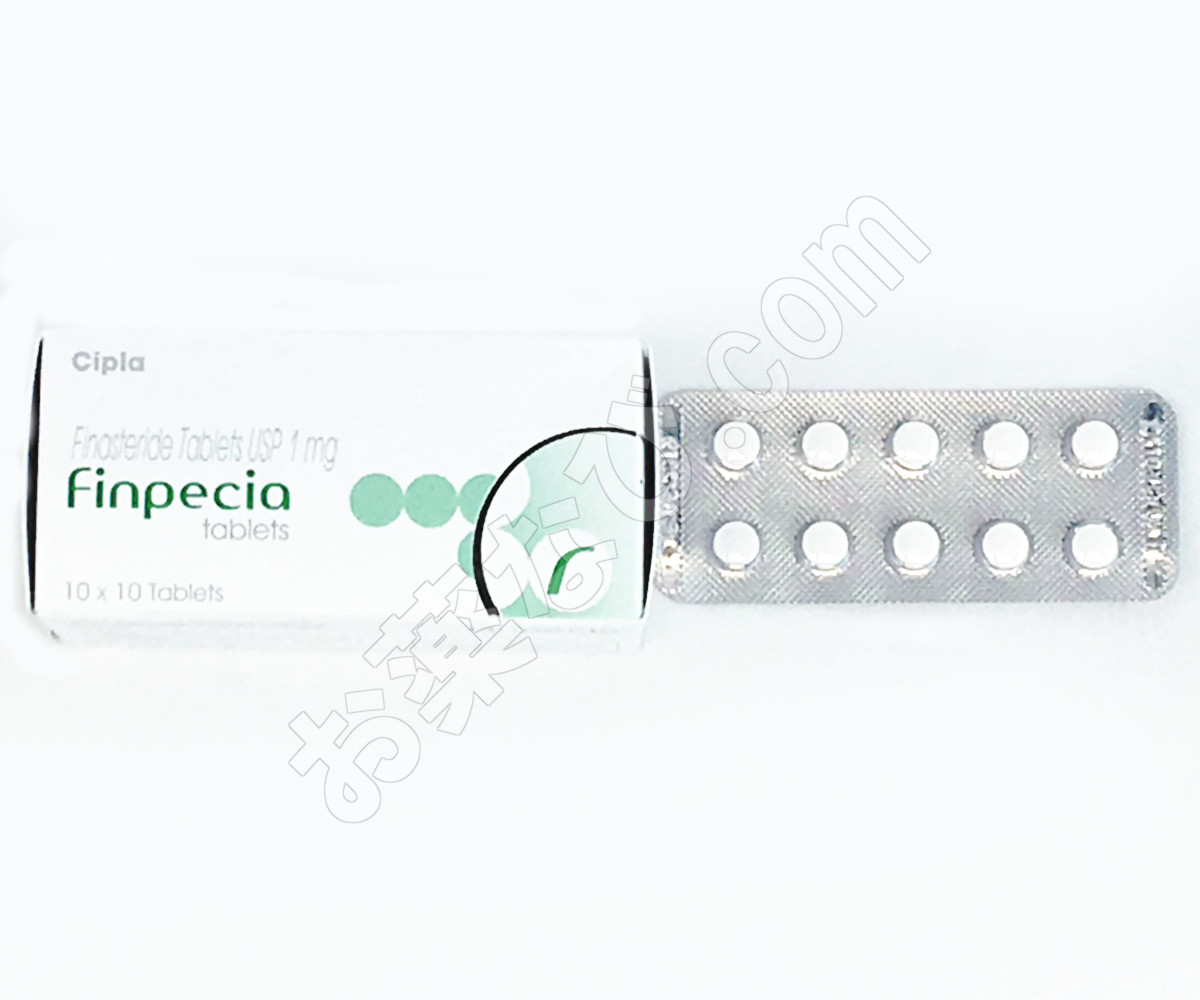 Cipla
Finasteride Tablets USP 1 mg
Finpecia
tablets
10 x 10 Tablets
お薬なび.com